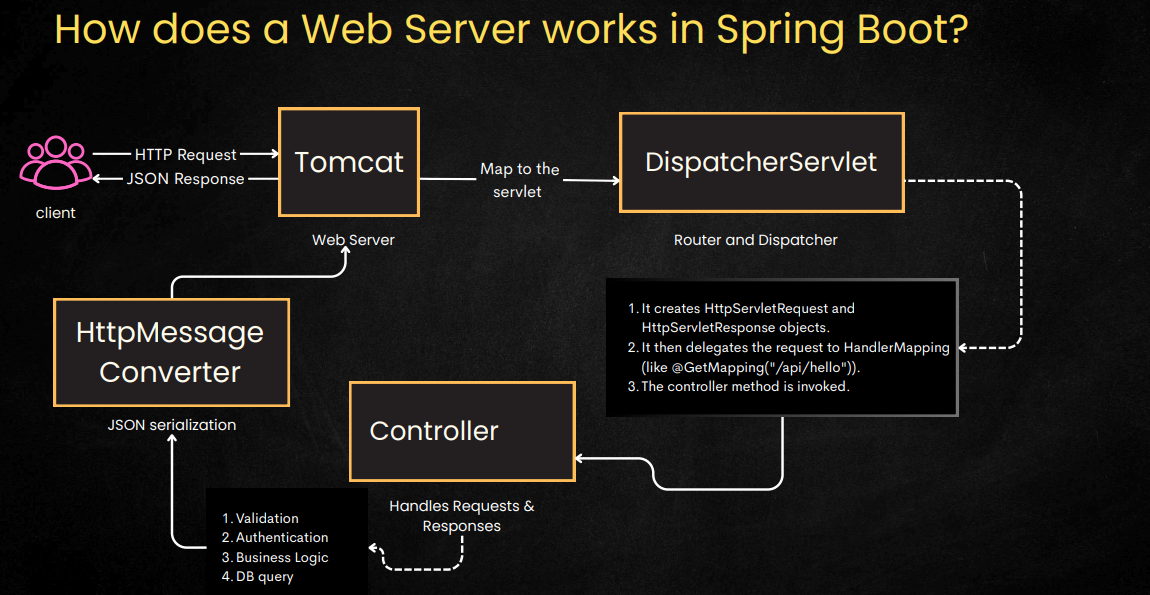 How does a Web Server works in Spring Boot?
HTTP Request
JSON Response
client
Tomcat
Web Server
Map to the
servlet
DispatcherServlet
Router and Dispatcher
1. It creates HttpServletRequest and
HttpServletResponse objects.
2. It then delegates the request to HandlerMapping
(like @GetMapping("/api/hello")).
3. The controller method is invoked.
Controller
Handles Requests &
Responses
1. Validation
2. Authentication
3. Business Logic
4. DB query
HttpMessage
Converter
JSON serialization